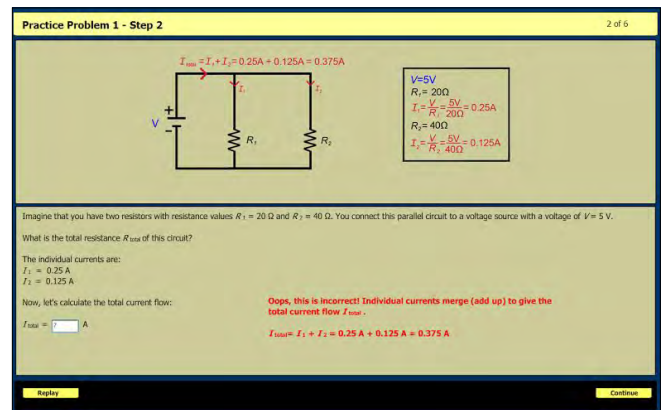 Practice Problem 1 - Step 2
2 of 6
I total = I₁ + I₂ = 0.25A + 0.125A = 0.375A
I₁
I₂
+
V
-
R₁
R₂
V=5V
R₁= 20Ω
I₁= V/R₁ = 5V/20Ω = 0.25A
R₂= 40Ω
I₂= V/R₂ = 5V/40Ω = 0.125A
Imagine that you have two resistors with resistance values R₁ = 20 Ω and R₂ = 40 Ω. You connect this parallel circuit to a voltage source with a voltage of V = 5 V.
What is the total resistance R total of this circuit?
The individual currents are:
I₁ = 0.25 A
I₂ = 0.125 A
Now, let's calculate the total current flow:
I total = A
Oops, this is incorrect! Individual currents merge (add up) to give the
total current flow I total .
I total= I₁ + I₂ = 0.25 A + 0.125 A = 0.375 A
Replay
Continue